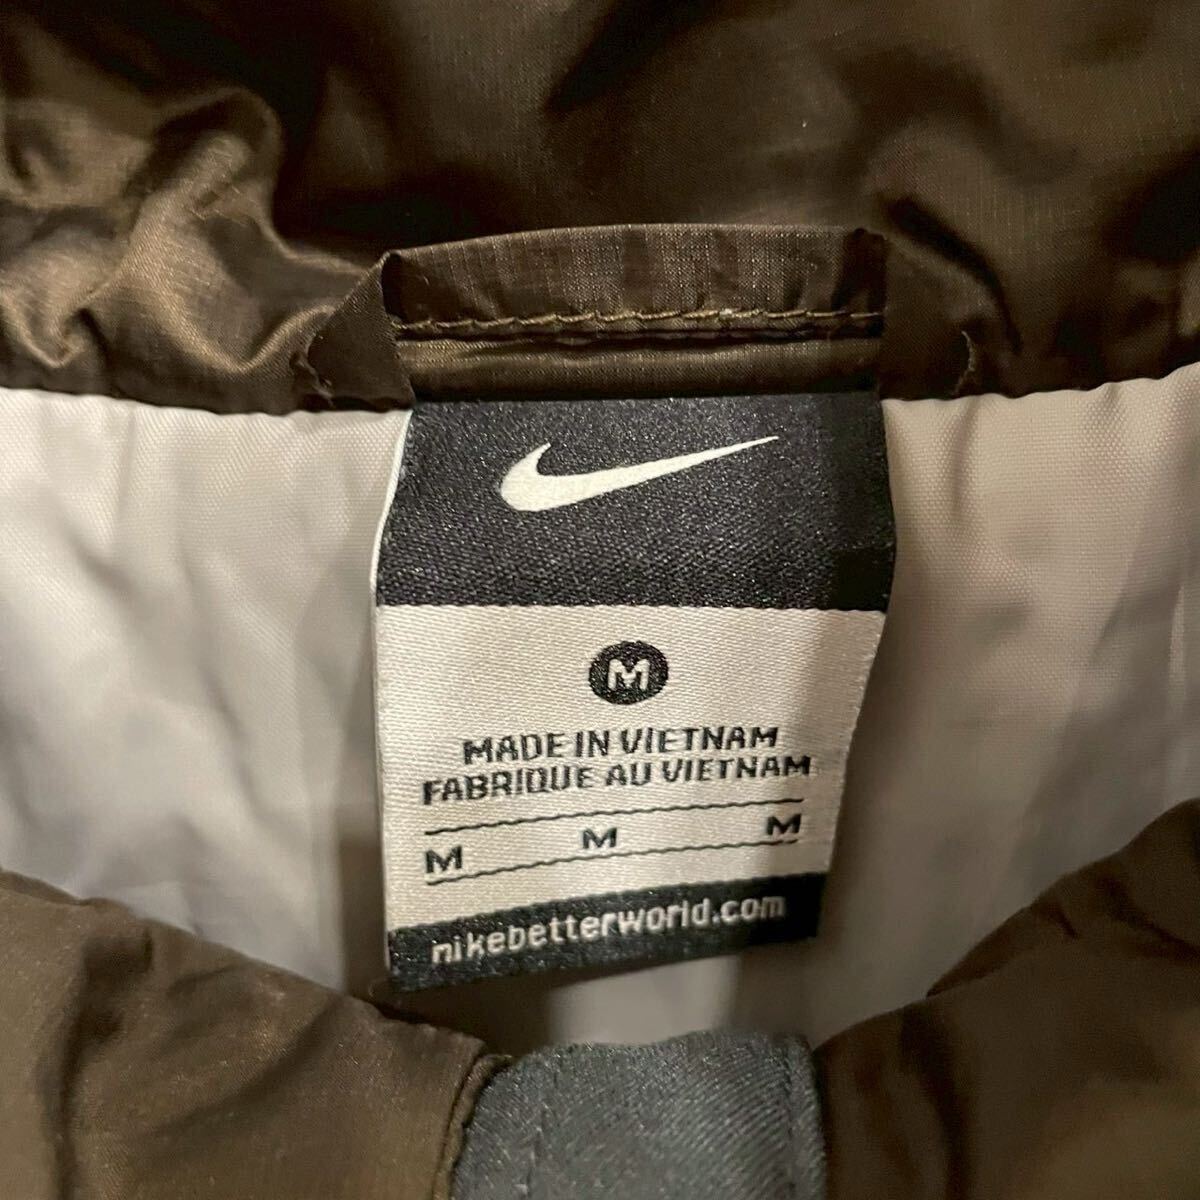 M
MADE IN VIETNAM
FABRIQUE AU VIETNAM
M M M
nikebetterworld.com